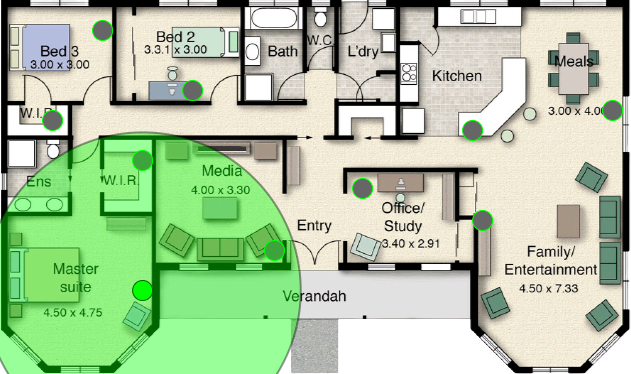 Bed 3
3.00 x 3.00
Bed 2
3.3.1 x 3.00
Bath
W.C
L'dry
Kitchen
Meals
3.00 x 4.00
W.I.R.
Ens
W.I.R.
Media
4.00 x 3.30
Entry
Office/
Study
3.40 x 2.91
Master
suite
4.50 x 4.75
Verandah
Family/
Entertainment
4.50 x 7.33